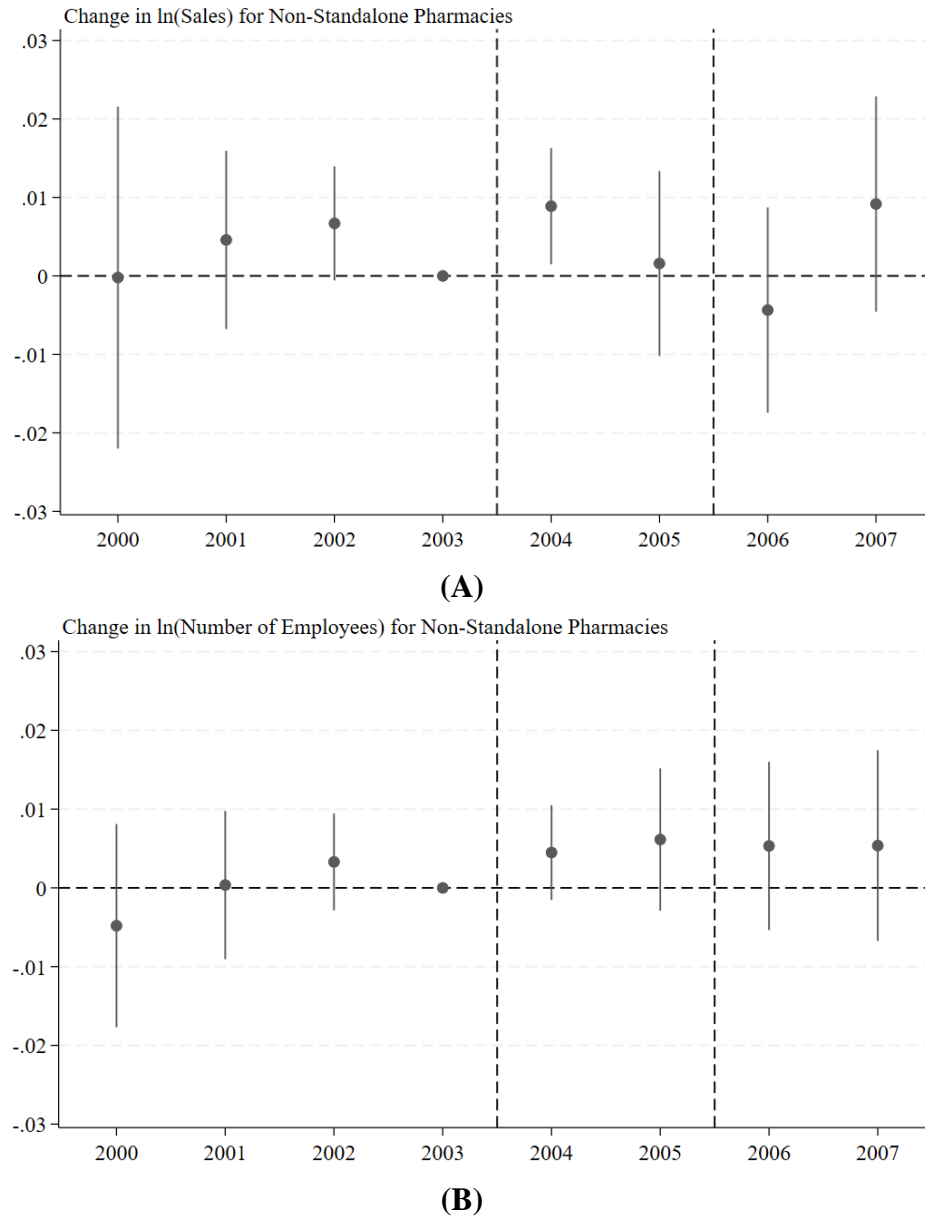 Change in ln(Sales) for Non-Standalone Pharmacies
.03
.02
.01
0
-.01
-.02
-.03
2000 2001 2002 2003 2004 2005 2006 2007
(A)
Change in ln(Number of Employees) for Non-Standalone Pharmacies
.03
.02
.01
0
-.01
-.02
-.03
2000 2001 2002 2003 2004 2005 2006 2007
(B)